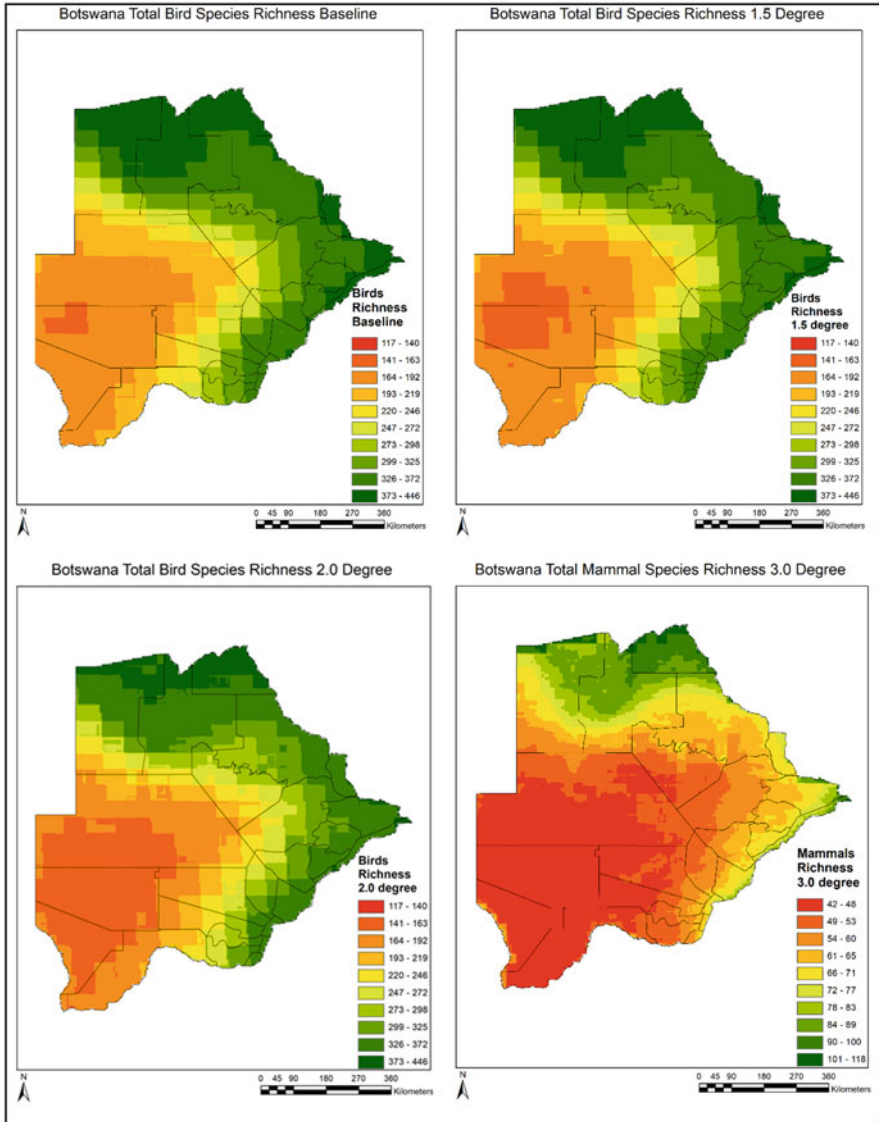 Botswana Total Bird Species Richness Baseline
Birds
Richness
Baseline
117 - 140
141 - 163
164 - 192
193 - 219
220 - 246
247 - 272
273 - 298
299 - 325
326 - 372
373 - 446
N
0 45 90 180 270 360
Kilometers
Botswana Total Bird Species Richness 1.5 Degree
Birds
Richness
1.5 degree
117 - 140
141 - 163
164 - 192
193 - 219
220 - 246
247 - 272
273 - 298
299 - 325
326 - 372
373 - 446
N
0 45 90 180 270 360
Kilometers
Botswana Total Bird Species Richness 2.0 Degree
Birds
Richness
2.0 degree
117 - 140
141 - 163
164 - 192
193 - 219
220 - 246
247 - 272
273 - 298
299 - 325
326 - 372
373 - 446
N
0 45 90 180 270 360
Kilometers
Botswana Total Mammal Species Richness 3.0 Degree
Mammals
Richness
3.0 degree
42 - 48
49 - 53
54 - 60
61 - 65
66 - 71
72 - 77
78 - 83
84 - 89
90 - 100
101 - 118
N
0 45 90 180 270 360
Kilometers